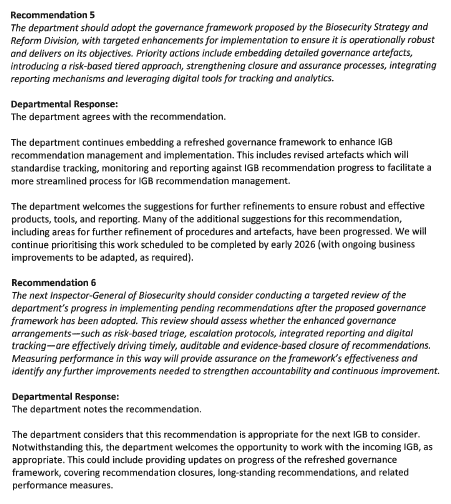 Recommendation 5
The department should adopt the governance framework proposed by the Biosecurity Strategy and
Reform Division, with targeted enhancements for implementation to ensure it is operationally robust
and delivers on its objectives. Priority actions include embedding detailed governance artefacts,
introducing a risk-based tiered approach, strengthening closure and assurance processes, integrating
reporting mechanisms and leveraging digital tools for tracking and analytics.
Departmental Response:
The department agrees with the recommendation.
The department continues embedding a refreshed governance framework to enhance IGB
recommendation management and implementation. This includes revised artefacts which will
standardise tracking, monitoring and reporting against IGB recommendation progress to facilitate a
more streamlined process for IGB recommendation management.
The department welcomes the suggestions for further refinements to ensure robust and effective
products, tools, and reporting. Many of the additional suggestions for this recommendation,
including areas for further refinement of procedures and artefacts, have been progressed. We will
continue prioritising this work scheduled to be completed by early 2026 (with ongoing business
improvements to be adapted, as required).
Recommendation 6
The next Inspector-General of Biosecurity should consider conducting a targeted review of the
department's progress in implementing pending recommendations after the proposed governance
framework has been adopted. This review should assess whether the enhanced governance
arrangements—such as risk-based triage, escalation protocols, integrated reporting and digital
tracking—are effectively driving timely, auditable and evidence-based closure of recommendations.
Measuring performance in this way will provide assurance on the framework's effectiveness and
identify any further improvements needed to strengthen accountability and continuous improvement.
Departmental Response:
The department notes the recommendation.
The department considers that this recommendation is appropriate for the next IGB to consider.
Notwithstanding this, the department welcomes the opportunity to work with the incoming IGB, as
appropriate. This could include providing updates on progress of the refreshed governance
framework, covering recommendation closures, long-standing recommendations, and related
performance measures.